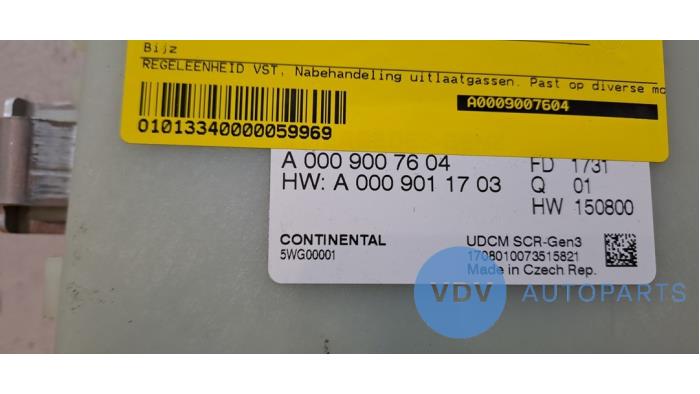 Bijz
REGELEENHEID VST, Nabehandeling uitlaatgassen. Past op diverse mo
A0009007604
01013340000059969
A 000 900 76 04
FD 1731
HW: A 000 901 17 03
Q 01
HW 150800
CONTINENTAL
UDCM SCR-Gen3
5WG00001
1708010073515821
Made in Czech Rep.
VDV AUTOPARTS